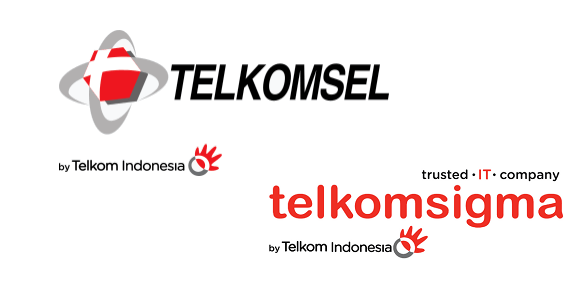 TELKOMSEL
by Telkom Indonesia
trusted · IT · company
telkomsigma
by Telkom Indonesia